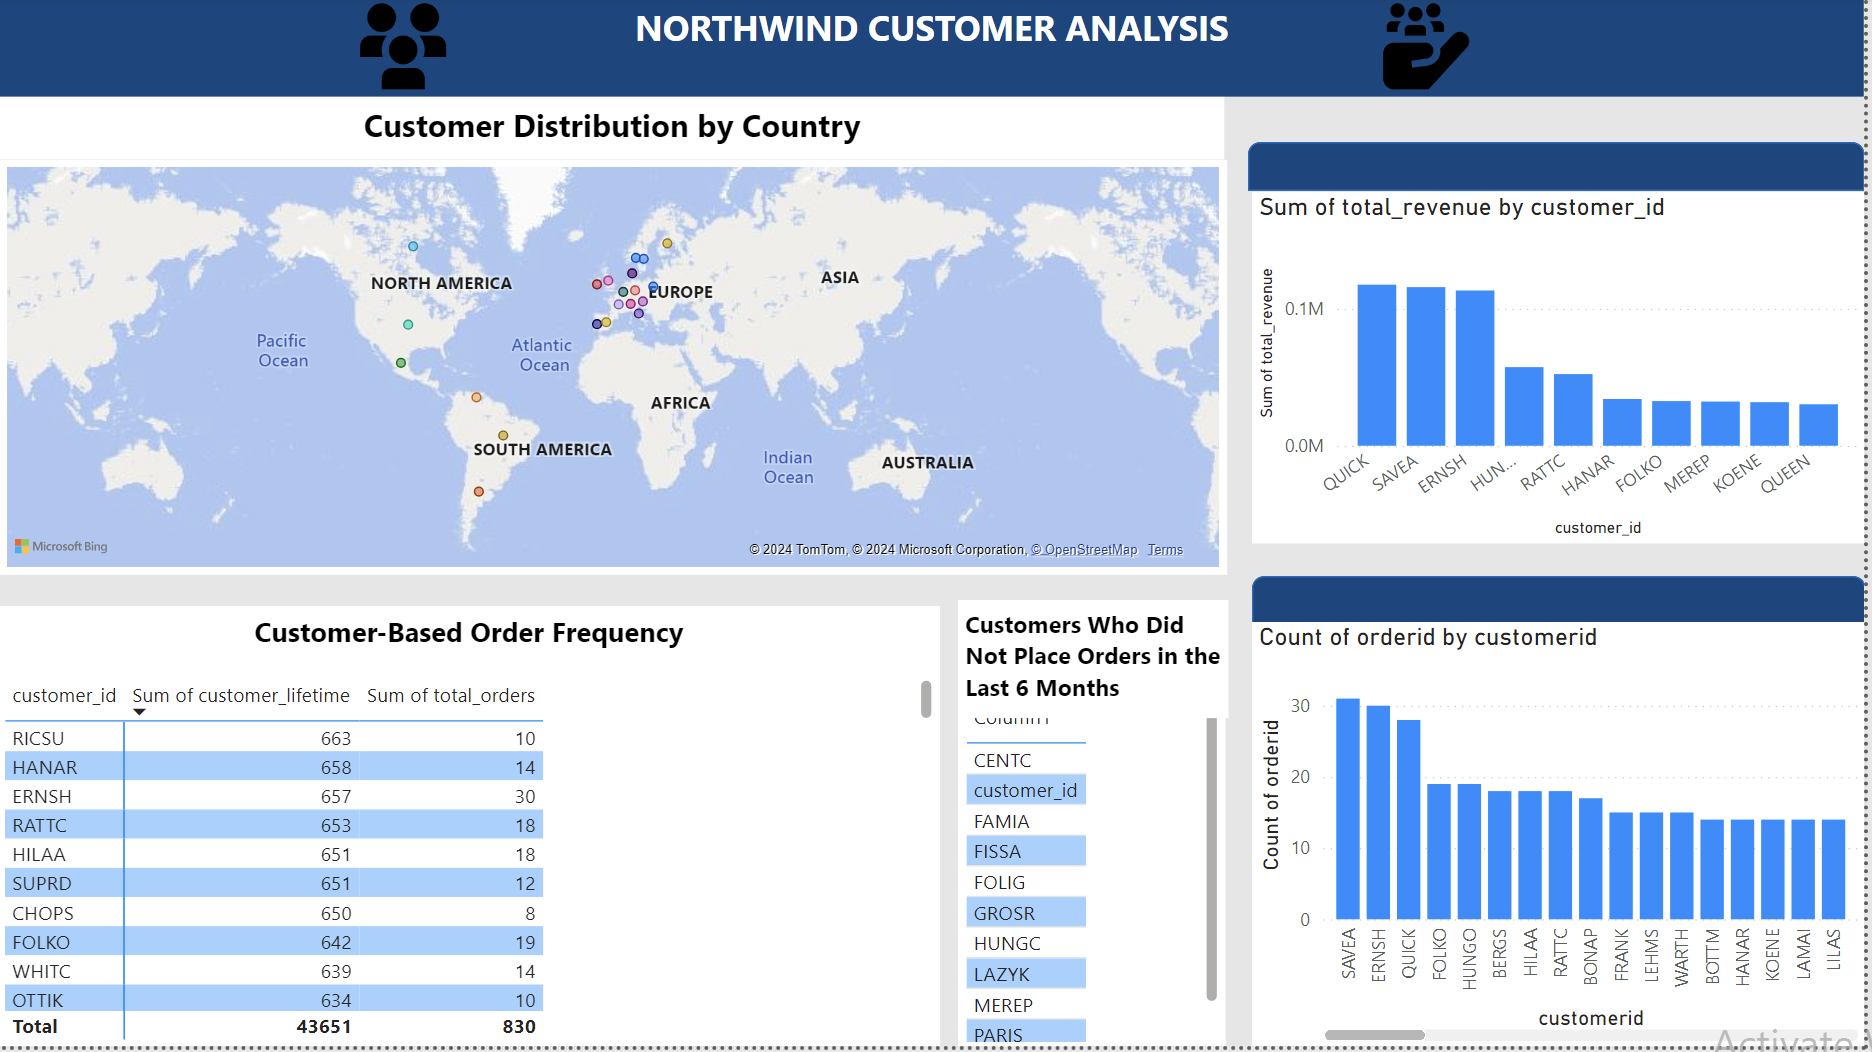 NORTHWIND CUSTOMER ANALYSIS
Customer Distribution by Country
NORTH AMERICA
EUROPE
ASIA
Pacific
Ocean
Atlantic
Ocean
AFRICA
SOUTH AMERICA
Indian
Ocean
AUSTRALIA
Microsoft Bing
© 2024 TomTom, © 2024 Microsoft Corporation, © OpenStreetMap Terms
Sum of total_revenue by customer_id
Sum of total_revenue
0.1M
0.0M
QUICK
SAVEA
ERNSH
HUN...
RATTC
HANAR
FOLKO
MEREP
KOENE
QUEEN
customer_id
Customer-Based Order Frequency
customer_id Sum of customer_lifetime Sum of total_orders
RICSU 663 10
HANAR 658 14
ERNSH 657 30
RATTC 653 18
HILAA 651 18
SUPRD 651 12
CHOPS 650 8
FOLKO 642 19
WHITC 639 14
OTTIK 634 10
Total 43651 830
Customers Who Did
Not Place Orders in the
Last 6 Months
Column1
CENTC
customer_id
FAMIA
FISSA
FOLIG
GROSR
HUNGC
LAZYK
MEREP
PARIS
Count of orderid by customerid
Count of orderid
30
20
10
0
SAVEA
ERNSH
QUICK
FOLKO
HUNGO
BERGS
HILAA
RATTC
BONAP
FRANK
LEHMS
WARTH
BOTTM
HANAR
KOENE
LAMAI
LILAS
customerid
Activate